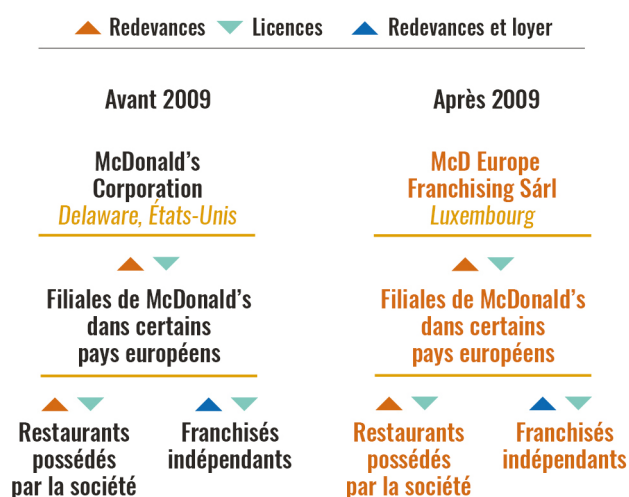 Redevances Licences Redevances et loyer
Avant 2009
McDonald's
Corporation
Delaware, États-Unis
Filiales de McDonald's
dans certains
pays européens
Restaurants
possédés
par la société
Franchisés
indépendants
Après 2009
McD Europe
Franchising Sárl
Luxembourg
Filiales de McDonald's
dans certains
pays européens
Restaurants
possédés
par la société
Franchisés
indépendants